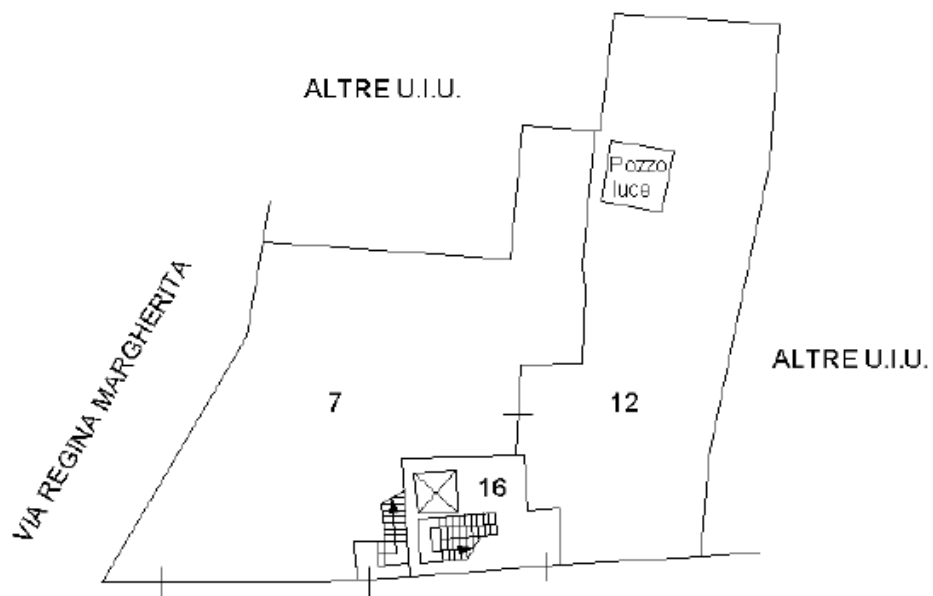 ALTRE U.I.U.
Pozzo
luce
VIA REGINA MARGHERITA
ALTRE U.I.U.
7
12
16